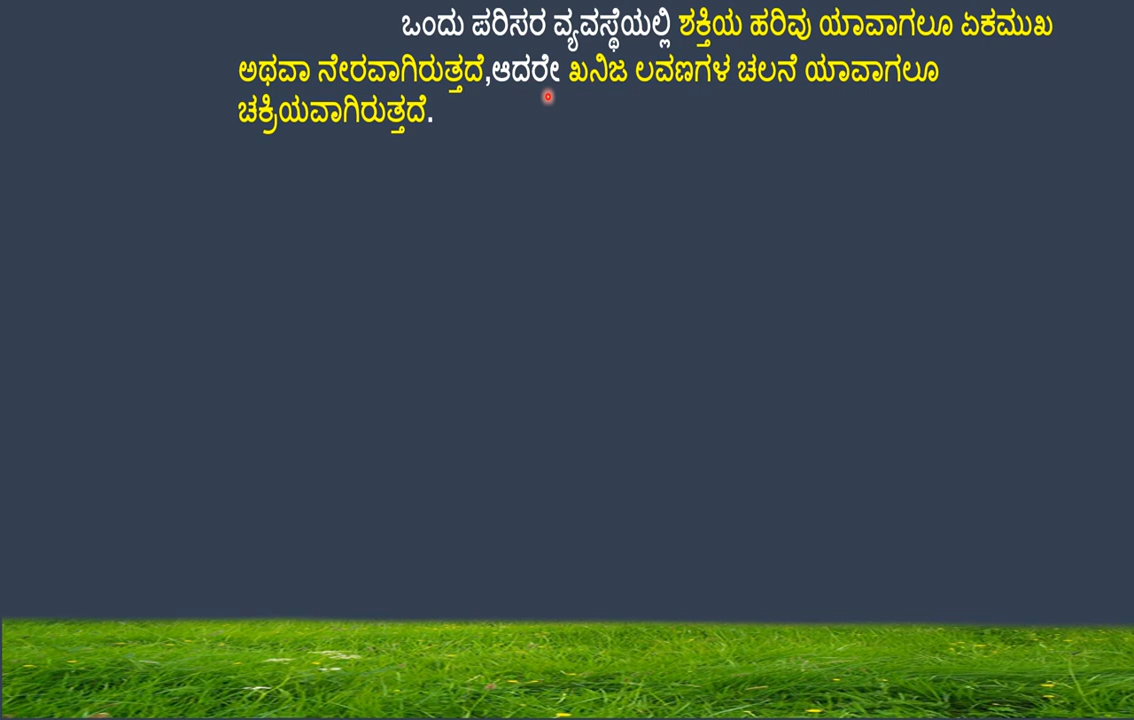 ಒಂದು ಪರಿಸರ ವ್ಯವಸ್ಥೆಯಲ್ಲಿ ಶಕ್ತಿಯ ಹರಿವು ಯಾವಾಗಲೂ ಏಕಮುಖ
ಅಥವಾ ನೇರವಾಗಿರುತ್ತದೆ,ಆದರೇ ಖನಿಜ ಲವಣಗಳ ಚಲನೆ ಯಾವಾಗಲೂ
ಚಕ್ರಿಯವಾಗಿರುತ್ತದೆ.